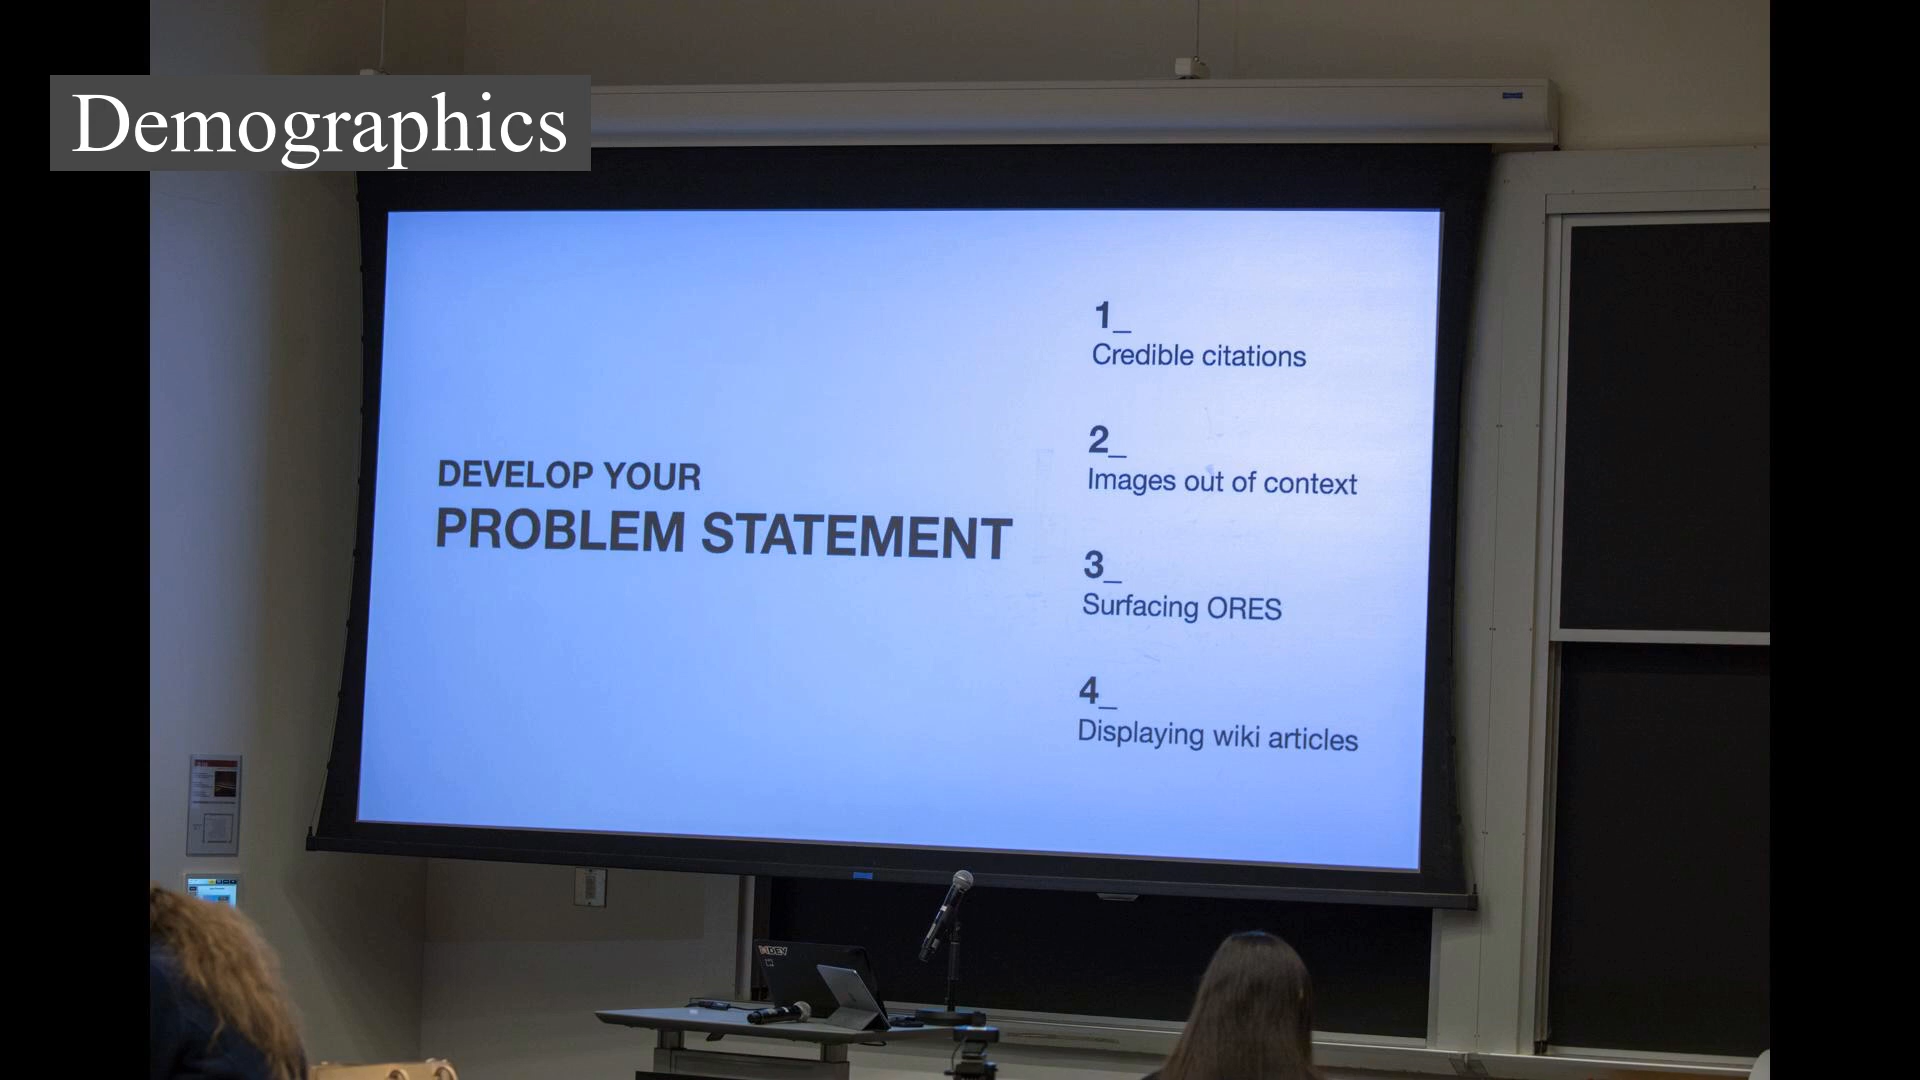 Demographics
DEVELOP YOUR
PROBLEM STATEMENT
1_
Credible citations
2_
Images out of context
3_
Surfacing ORES
4_
Displaying wiki articles